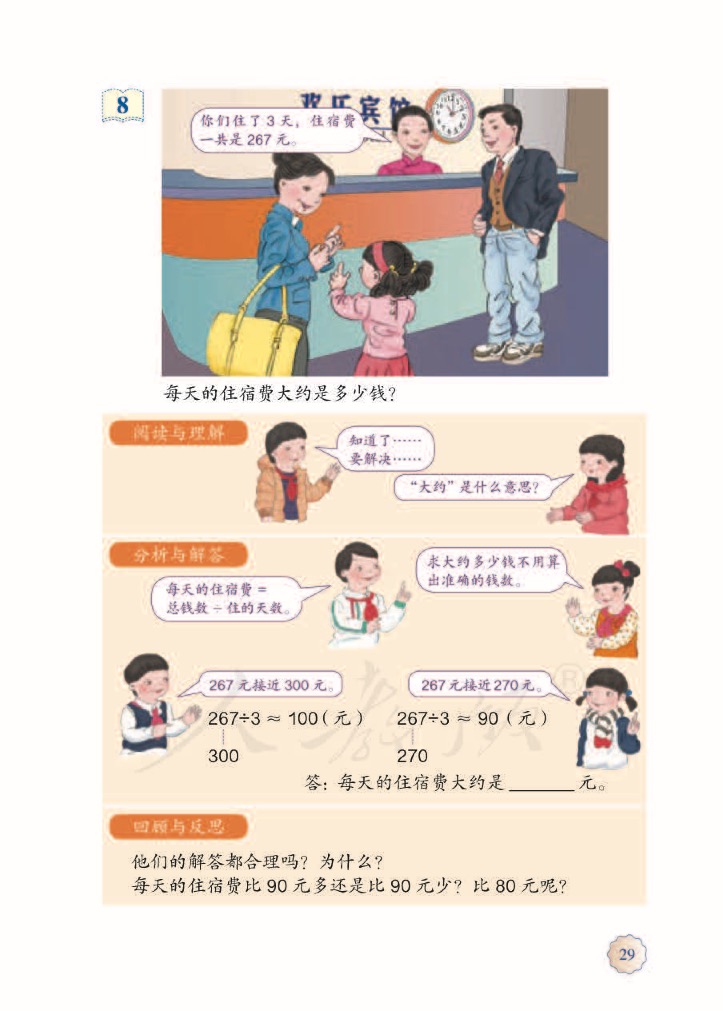 8
欢乐宾馆
你们住了 3 天，住宿费
一共是 267 元。
每天的住宿费大约是多少钱？
阅读与理解
知道了……
要解决……
“大约”是什么意思？
分析与解答
每天的住宿费 =
总钱数 ÷ 住的天数。
求大约多少钱不用算
出准确的钱数。
267 元接近 300 元。
267 元接近 270 元。
267÷3 ≈ 100（元）
267÷3 ≈ 90（元）
300
270
答：每天的住宿费大约是 ______ 元。
回顾与反思
他们的解答都合理吗？为什么？
每天的住宿费比 90 元多还是比 90 元少？比 80 元呢？
29